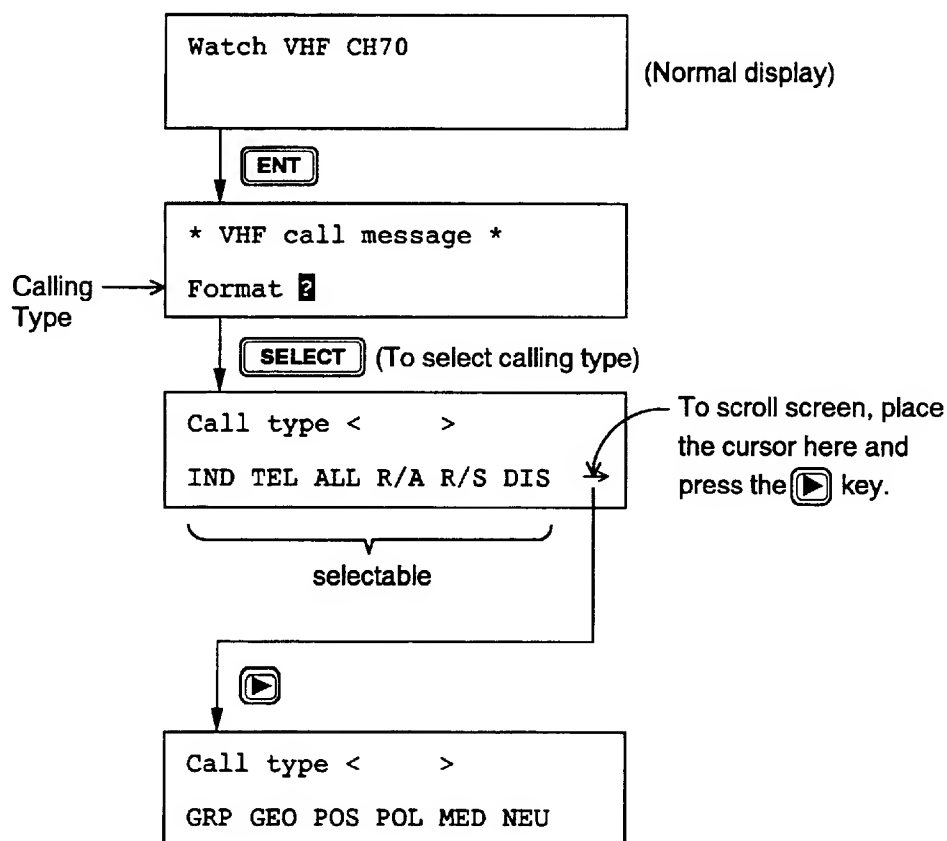 Watch VHF CH70
(Normal display)
ENT
* VHF call message *
Calling
Type
Format ?
SELECT (To select calling type)
Call type <      >
IND TEL ALL R/A R/S DIS
To scroll screen, place
the cursor here and
press the ▶ key.
selectable
▶
Call type <      >
GRP GEO POS POL MED NEU